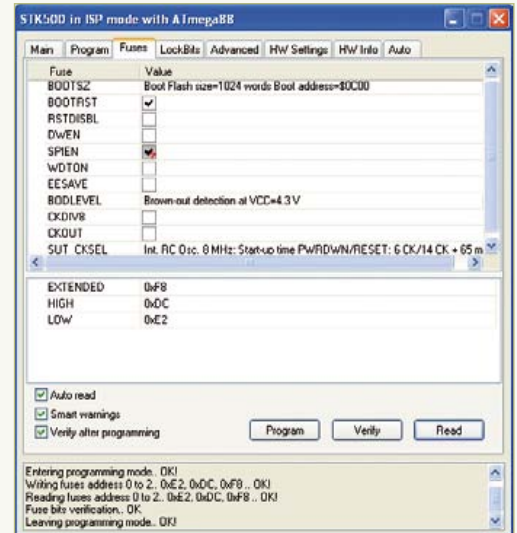 STK500 in ISP mode with ATmega88
Main Program Fuses LockBits Advanced HW Settings HW Info Auto
Fuse Value
BOOTSZ Boot Flash size=1024 words Boot address=$0C00
BOOTRST
RSTDISBL
DWEN
SPIEN
WDTON
EESAVE
BODLEVEL Brown-out detection at VCC=4.3 V
CKDIV8
CKOUT
SUT_CKSEL Int. RC Osc. 8 MHz; Start-up time PWRDWN/RESET: 6 CK/14 CK + 65 m
EXTENDED 0xF8
HIGH 0xDC
LOW 0xE2
Auto read
Smart warnings
Verify after programming Program Verify Read
Entering programming mode.. OK!
Writing fuses address 0 to 2.. 0xE2, 0xDC, 0xF8 .. OK!
Reading fuses address 0 to 2.. 0xE2, 0xDC, 0xF8 .. OK!
Fuse bits verification.. OK
Leaving programming mode.. OK!